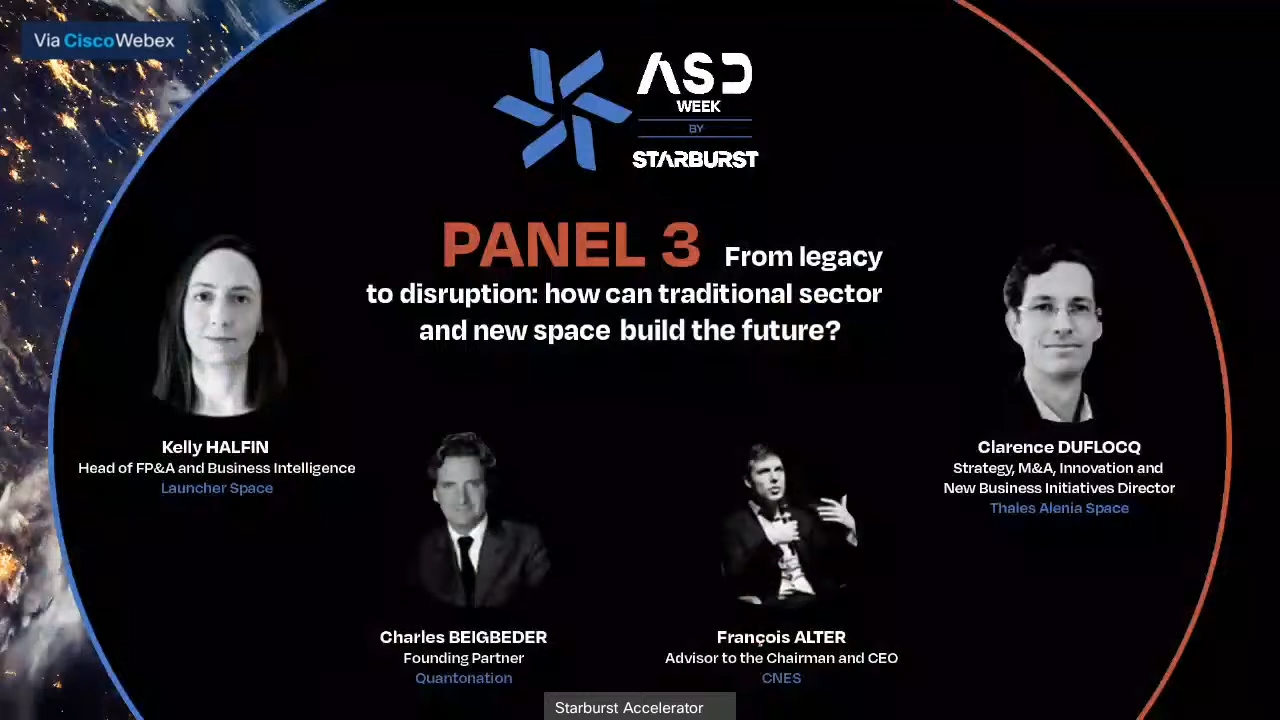 Via Cisco Webex
ASD
WEEK
BY
STARBURST
PANEL 3 From legacy
to disruption: how can traditional sector
and new space build the future?
Kelly HALFIN
Head of FP&A and Business Intelligence
Launcher Space
Clarence DUFLOCQ
Strategy, M&A, Innovation and
New Business Initiatives Director
Thales Alenia Space
Charles BEIGBEDER
Founding Partner
Quantonation
François ALTER
Advisor to the Chairman and CEO
CNES
Starburst Accelerator